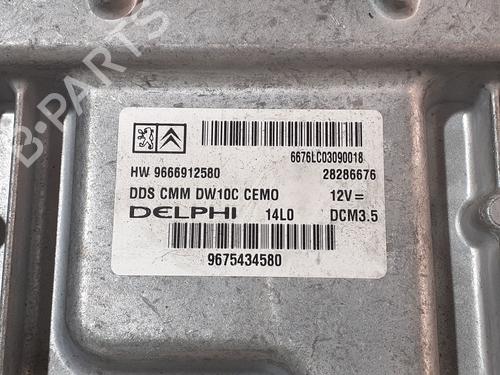 B-PARTS
6676LC03090018
HW 9666912580 28286676
DDS CMM DW10C CEMO 12V=
DELPHI 14L0 DCM3.5
9675434580